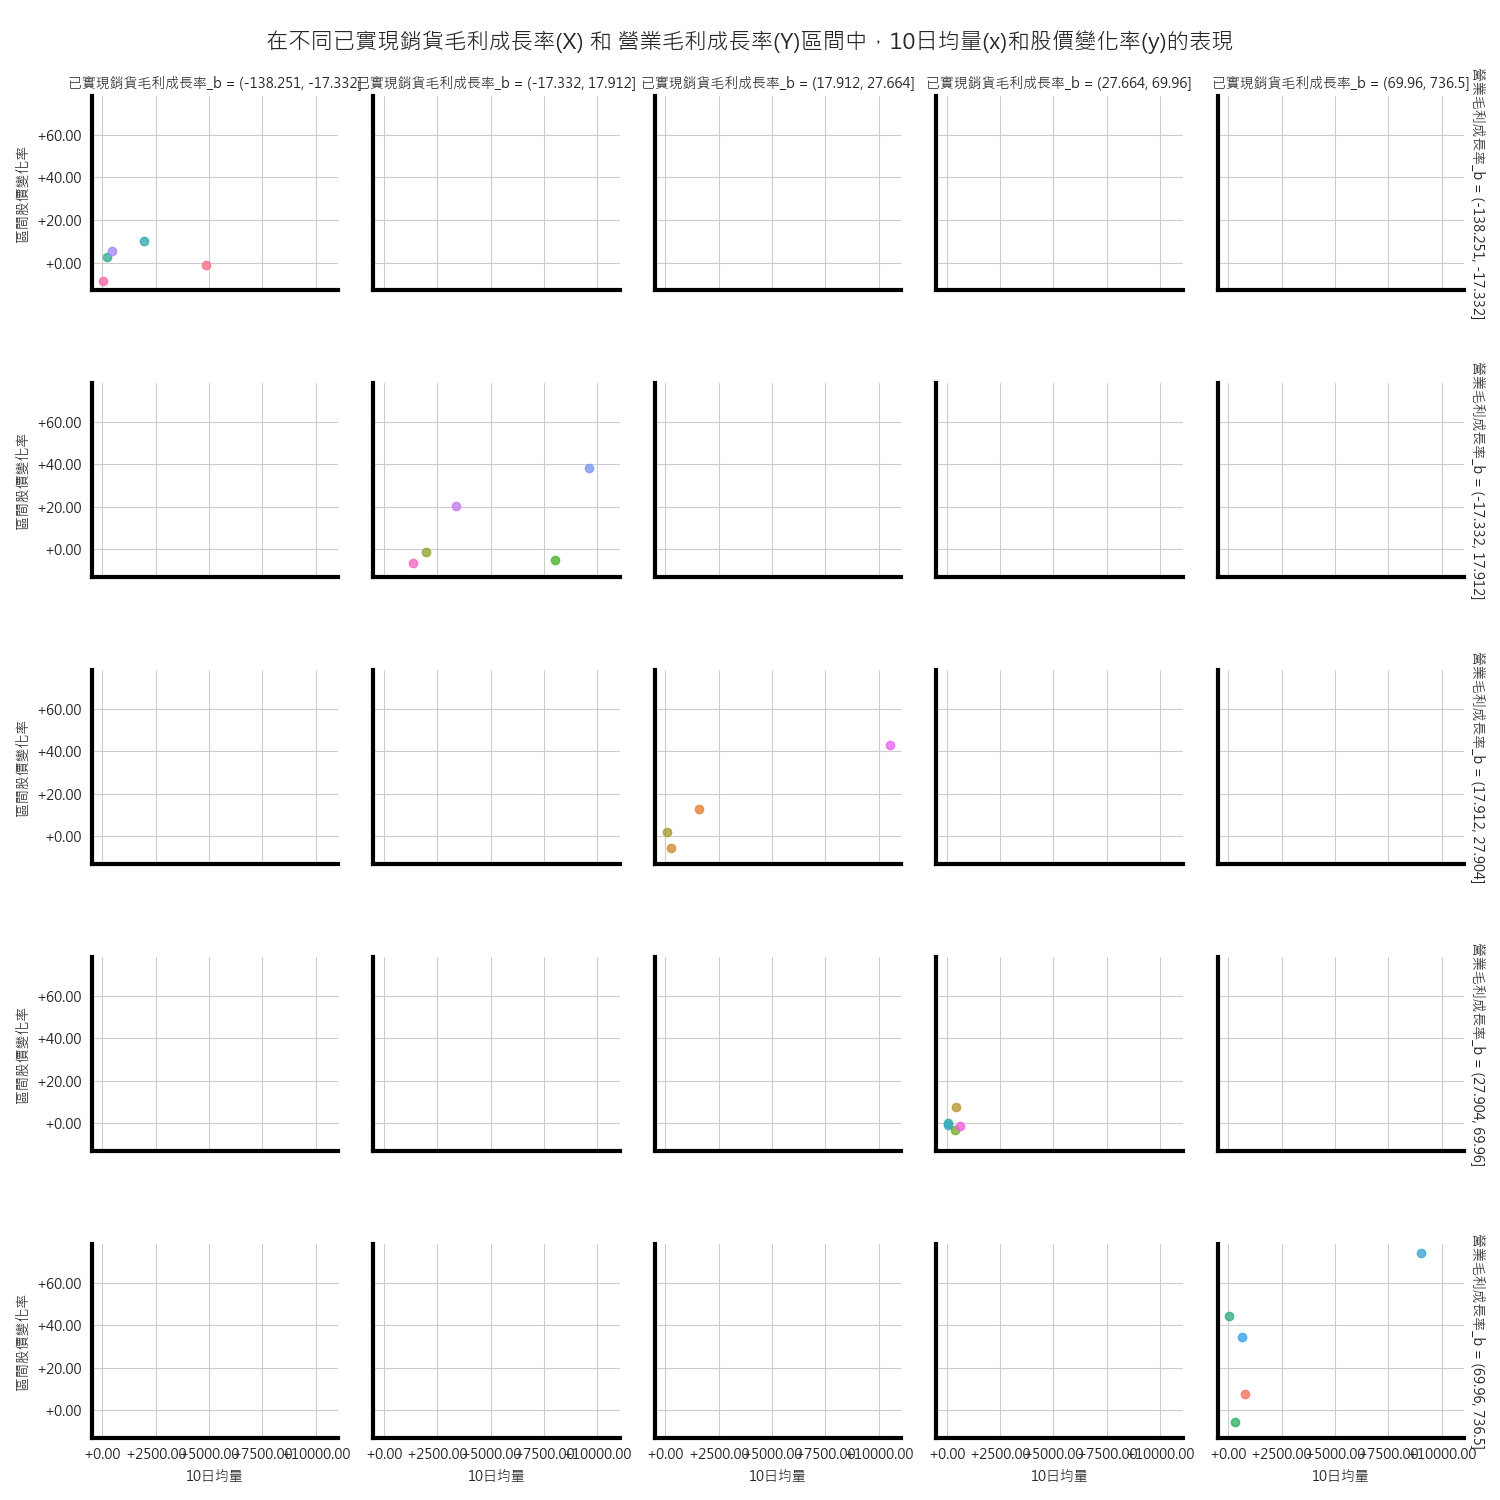 在不同已實現銷貨毛利成長率(X) 和 營業毛利成長率(Y)區間中，10日均量(x)和股價變化率(y)的表現
已實現銷貨毛利成長率_b = (-138.251, -17.332]
已實現銷貨毛利成長率_b = (-17.332, 17.912]
已實現銷貨毛利成長率_b = (17.912, 27.664]
已實現銷貨毛利成長率_b = (27.664, 69.96]
已實現銷貨毛利成長率_b = (69.96, 736.5]
區間股價變化率
+60.00
+40.00
+20.00
+0.00
營業毛利成長率_b = (-138.251, -17.332]
區間股價變化率
+60.00
+40.00
+20.00
+0.00
營業毛利成長率_b = (-17.332, 17.912]
區間股價變化率
+60.00
+40.00
+20.00
+0.00
營業毛利成長率_b = (17.912, 27.904]
區間股價變化率
+60.00
+40.00
+20.00
+0.00
營業毛利成長率_b = (27.904, 69.96]
區間股價變化率
+60.00
+40.00
+20.00
+0.00
營業毛利成長率_b = (69.96, 736.5]
+0.00 +2500.00 +5000.00 +7500.00 +10000.00
+0.00 +2500.00 +5000.00 +7500.00 +10000.00
+0.00 +2500.00 +5000.00 +7500.00 +10000.00
+0.00 +2500.00 +5000.00 +7500.00 +10000.00
+0.00 +2500.00 +5000.00 +7500.00 +10000.00
10日均量
10日均量
10日均量
10日均量
10日均量